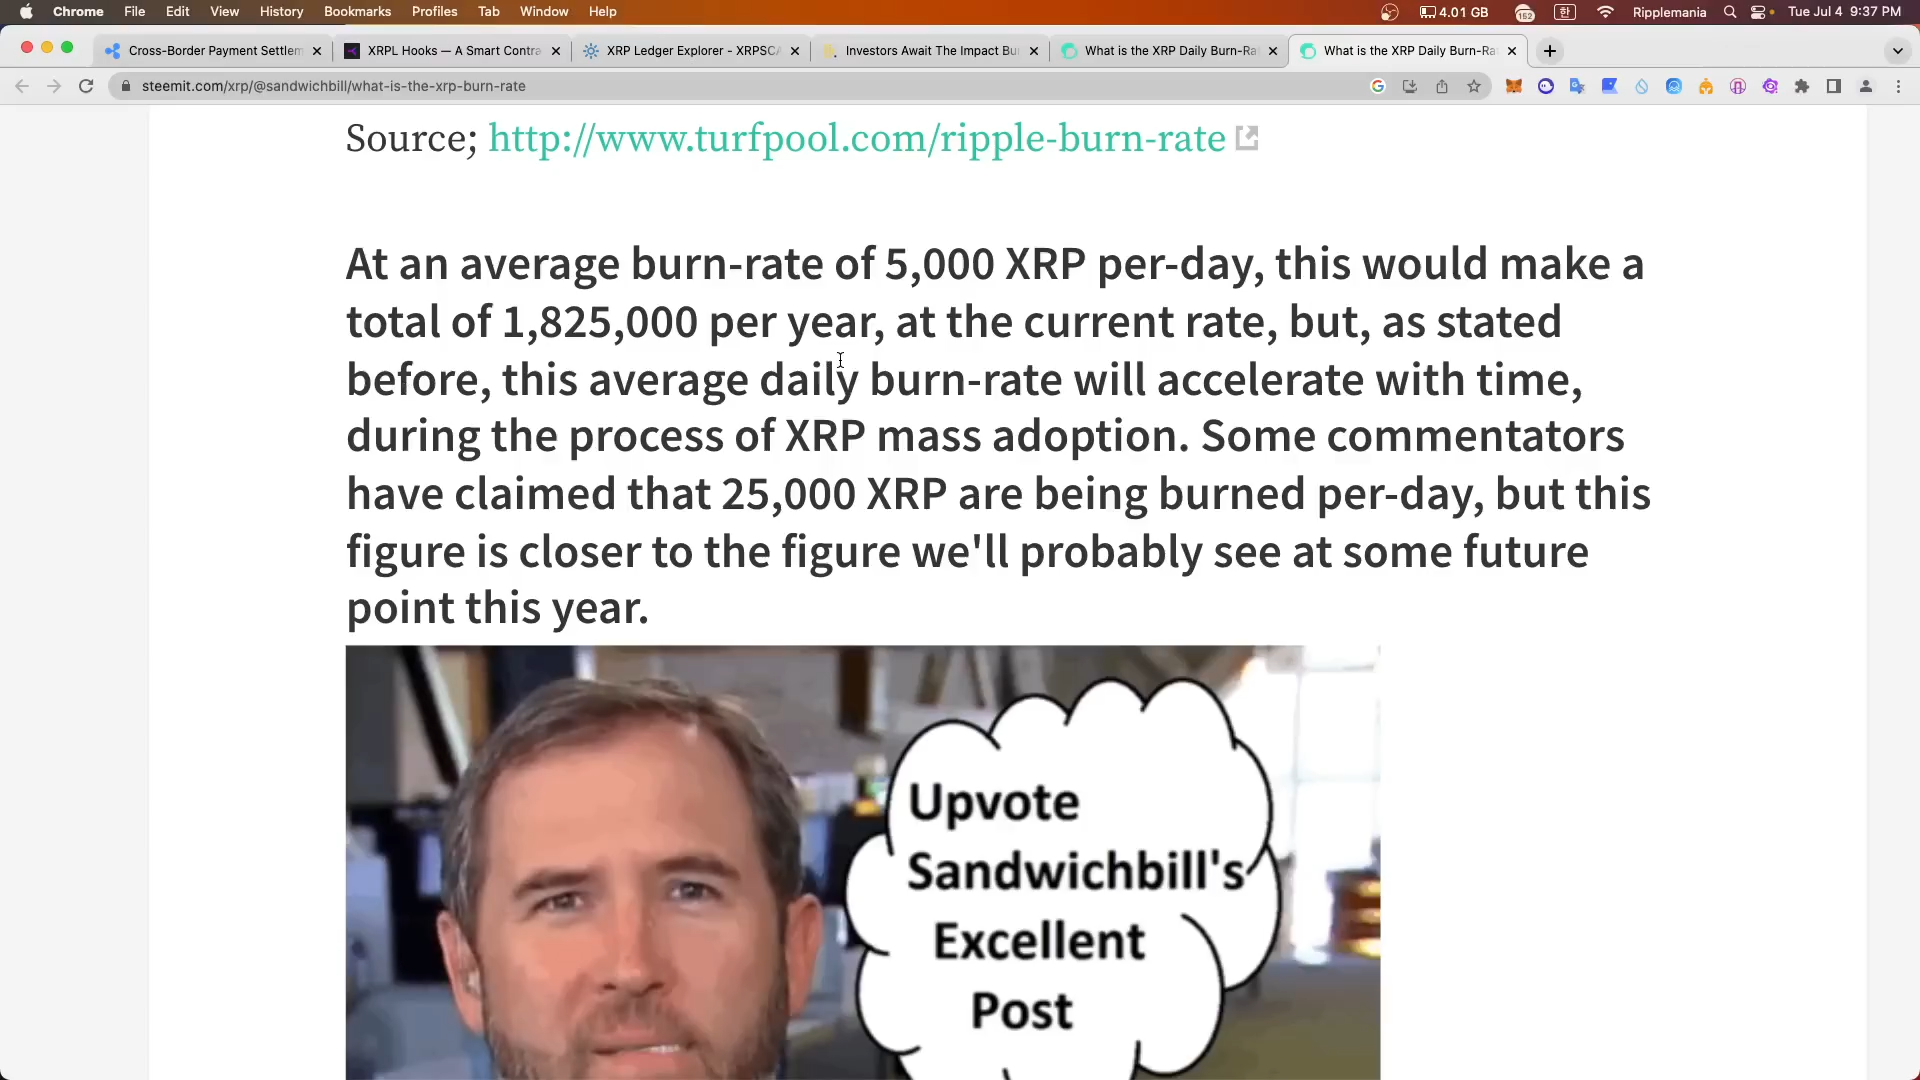 Chrome File Edit View History Bookmarks Profiles Tab Window Help 4.01 GB 152 한 Ripplemania Tue Jul 4 9:37 PM
Cross-Border Payment Settlem XRPL Hooks — A Smart Contra XRP Ledger Explorer - XRPSCA Investors Await The Impact Bu What is the XRP Daily Burn-Ra What is the XRP Daily Burn-Ra
steemit.com/xrp/@sandwichbill/what-is-the-xrp-burn-rate
Source; http://www.turfpool.com/ripple-burn-rate
At an average burn-rate of 5,000 XRP per-day, this would make a
total of 1,825,000 per year, at the current rate, but, as stated
before, this average daily burn-rate will accelerate with time,
during the process of XRP mass adoption. Some commentators
have claimed that 25,000 XRP are being burned per-day, but this
figure is closer to the figure we'll probably see at some future
point this year.
Upvote
Sandwichbill's
Excellent
Post